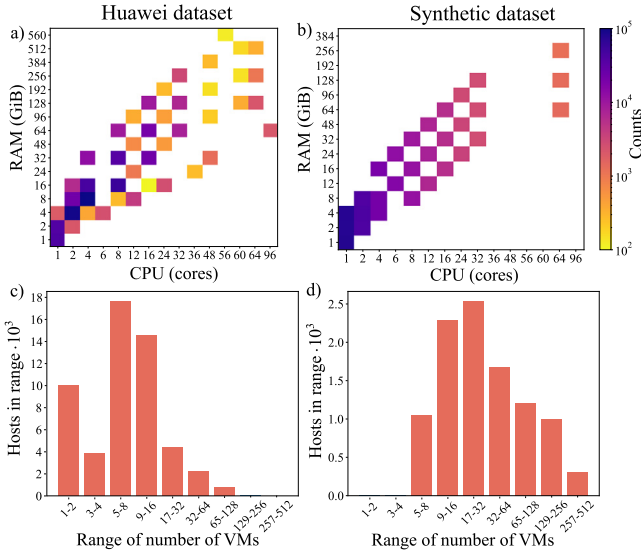 Huawei dataset
Synthetic dataset
a)
560
512
384
256
192
128
96
64
48
32
24
16
8
4
2
1
RAM (GiB)
1 2 4 6 8 12 16 24 32 36 48 56 60 64 96
CPU (cores)
b)
384
256
192
128
96
64
48
32
24
16
12
8
6
4
3
2
1
RAM (GiB)
1 2 4 6 8 12 16 24 32 48 56 60 64 96
CPU (cores)
10^5
10^4
10^3
10^2
Counts
c)
18
16
14
12
10
8
6
4
2
0
Hosts in range · 10^3
1-2 3-4 5-8 9-16 17-32 32-64 65-128 129-256 257-512
Range of number of VMs
d)
2.5
2.0
1.5
1.0
0.5
0.0
Hosts in range · 10^3
1-2 3-4 5-8 9-16 17-32 32-64 65-128 129-256 257-512
Range of number of VMs